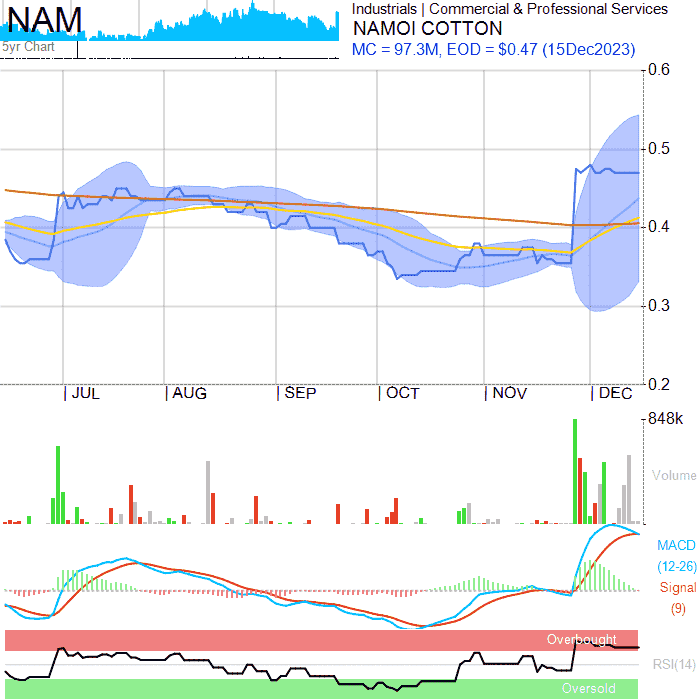 NAM
5yr Chart
Industrials | Commercial & Professional Services
NAMOI COTTON
MC = 97.3M, EOD = $0.47 (15Dec2023)
0.6
0.5
0.4
0.3
0.2
JUL AUG SEP OCT NOV DEC
848k
Volume
MACD
(12-26)
Signal
(9)
Overbought
RSI(14)
Oversold